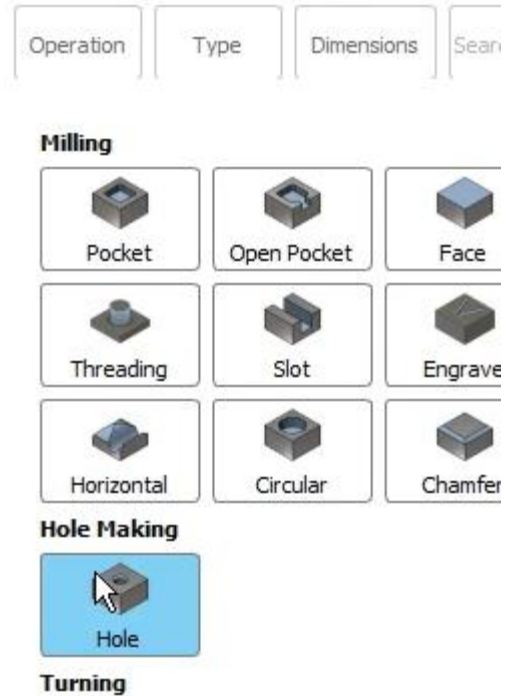 Operation Type Dimensions
Milling
Pocket Open Pocket Face
Threading Slot Engrave
Horizontal Circular Chamfer
Hole Making
Hole
Turning